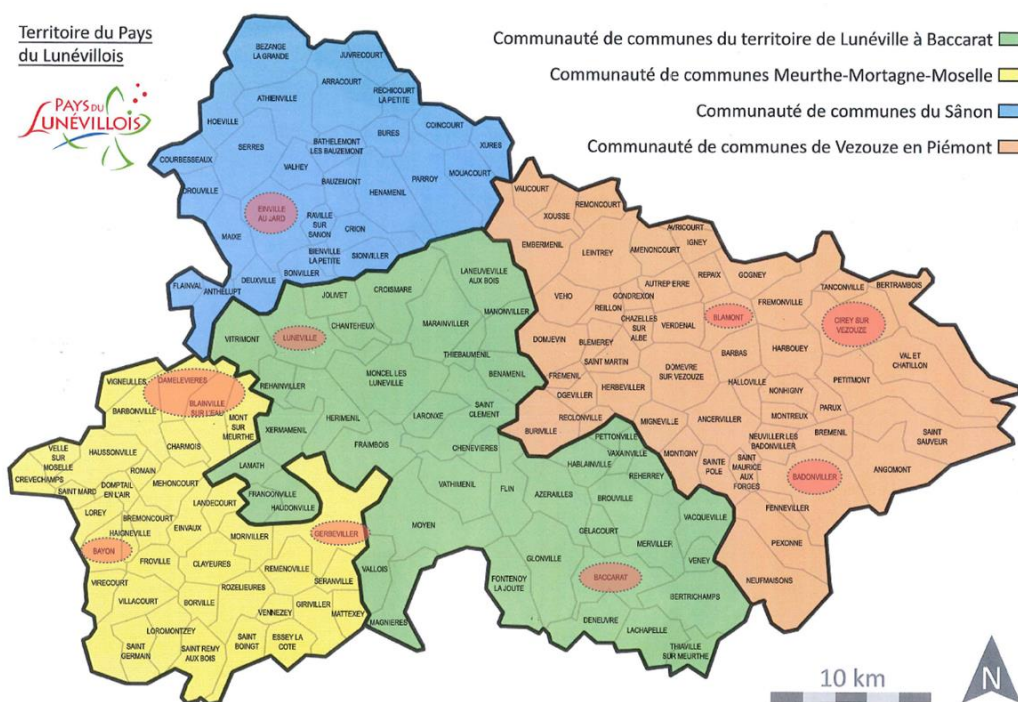 Territoire du Pays
du Lunévillois
PAYS DU
LUNÉVILLOIS
Communauté de communes du territoire de Lunéville à Baccarat
Communauté de communes Meurthe-Mortagne-Moselle
Communauté de communes du Sânon
Communauté de communes de Vezouze en Piémont
BEZANGE
LA GRANDE
JUVRECOURT
ARRACOURT
RECHICOURT
LA PETITE
ATHIENVILLE
HOEVILLE
COINCOURT
BURES
BATHELEMONT
LES BAUZEMONT
SERRES
XURES
COURBESSEAUX
VALHEY
MOUACOURT
PARROY
BAUZEMONT
HENAMENIL
DROUVILLE
EINVILLE
AU JARD
RAVILLE
SUR
SANON
CRION
MAIXE
BIENVILLE
LA PETITE
SIONVILLER
BONVILLER
DEUXVILLE
FLAINVAL
ANTHELUPT
VAUCOURT
REMONCOURT
XOUSSE
AVRICOURT
EMBERMENIL
IGNEY
LEINTREY
AMENONCOURT
REPAIX
GOGNEY
AUTREPIERRE
TANCONVILLE
BERTRAMBOIS
VEHO
GONDREXON
FREMONVILLE
REILLON
CHAZELLES
SUR
ALBE
BLAMONT
CIREY SUR
VEZOUZE
VERDENAL
DOMJEVIN
BLEMEREY
HARBOUEY
SAINT MARTIN
BARBAS
VAL ET
CHATILLON
FREMENIL
DOMEVRE
SUR VEZOUZE
PETITMONT
HALLOVILLE
OGEVILLER
HERBEVILLER
NONHIGNY
RECLONVILLE
PARUX
MONTREUX
BURIVILLE
MIGNEVILLE
ANCERVILLER
BREMENIL
SAINT
SAUVEUR
NEUVILLER LES
BADONVILLER
MONTIGNY
SAINTE
POLE
SAINT
MAURICE
AUX
FORGES
BADONVILLER
ANGOMONT
FENNEVILLER
PEXONNE
NEUFMAISONS
LANEUVEVILLE
AUX BOIS
JOLIVET
CROISMARE
MANONVILLER
CHANTEHEUX
MARAINVILLER
VITRIMONT
LUNEVILLE
THIEBAUMENIL
MONCEL LES
LUNEVILLE
BENAMENIL
REHAINVILLER
SAINT
CLEMENT
HERIMENIL
LARONXE
XERMAMENIL
FRAIMBOIS
CHENEVIERES
PETTONVILLE
VAXAINVILLE
LAMATH
HABLAINVILLE
REHERREY
VATHIMENIL
FLIN
AZERAILLES
FRANCONVILLE
BROUVILLE
HAUDONVILLE
VACQUEVILLE
MOYEN
GELACOURT
MERVILLER
GLONVILLE
VENEY
VALLOIS
BACCARAT
FONTENOY
LA JOUTE
BERTRICHAMPS
MAGNIERES
DENEUVRE
LACHAPELLE
THIAVILLE
SUR MEURTHE
VIGNEULLES
DAMELEVIERES
BARBONVILLE
BLAINVILLE
SUR L'EAU
MONT
SUR
MEURTHE
CHARMOIS
VELLE
SUR
MOSELLE
HAUSSONVILLE
CREVECHAMPS
ROMAIN
MEHONCOURT
SAINT MARD
DOMPTAIL
EN L'AIR
LANDECOURT
LOREY
BREMONCOURT
EINVAUX
HAIGNEVILLE
MORIVILLER
GERBEVILLER
BAYON
FROVILLE
CLAYEURES
REMENOVILLE
VIRECOURT
SERANVILLE
ROZELIEURES
VILLACOURT
BORVILLE
GIRIVILLER
VENNEZEY
MATTEXEY
LOROMONTZEY
SAINT
GERMAIN
SAINT REMY
AUX BOIS
SAINT
BOINGT
ESSEY LA
COTE
10 km
N